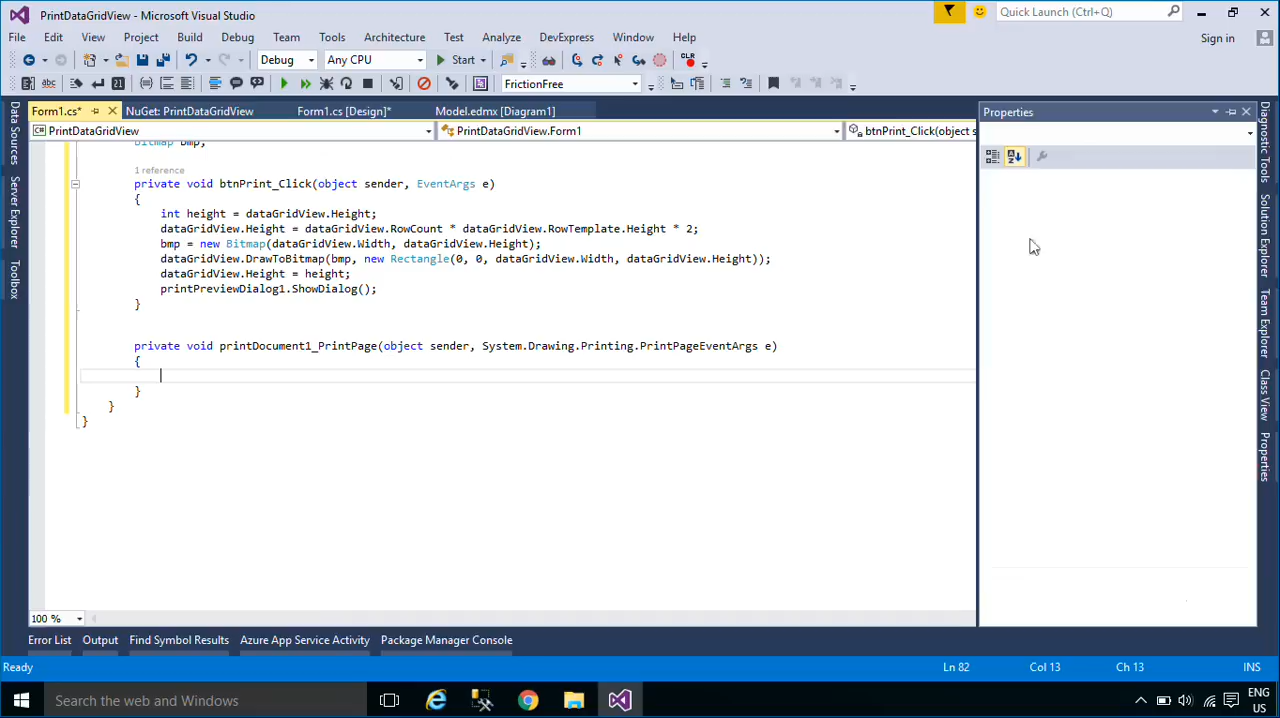 PrintDataGridView - Microsoft Visual Studio
Quick Launch (Ctrl+Q)
File Edit View Project Build Debug Team Tools Architecture Test Analyze DevExpress Window Help
Sign in
Debug Any CPU Start CLR
FrictionFree
Form1.cs* NuGet: PrintDataGridView Form1.cs [Design]* Model.edmx [Diagram1]
Properties
PrintDataGridView PrintDataGridView.Form1 btnPrint_Click(object s
Bitmap bmp;
1 reference
private void btnPrint_Click(object sender, EventArgs e)
{
int height = dataGridView.Height;
dataGridView.Height = dataGridView.RowCount * dataGridView.RowTemplate.Height * 2;
bmp = new Bitmap(dataGridView.Width, dataGridView.Height);
dataGridView.DrawToBitmap(bmp, new Rectangle(0, 0, dataGridView.Width, dataGridView.Height));
dataGridView.Height = height;
printPreviewDialog1.ShowDialog();
}
private void printDocument1_PrintPage(object sender, System.Drawing.Printing.PrintPageEventArgs e)
{
}
}
}
Data Sources
Server Explorer
Toolbox
Diagnostic Tools
Solution Explorer
Team Explorer
Class View
Properties
100 %
Error List Output Find Symbol Results Azure App Service Activity Package Manager Console
Ready Ln 82 Col 13 Ch 13 INS
Search the web and Windows
ENG
US